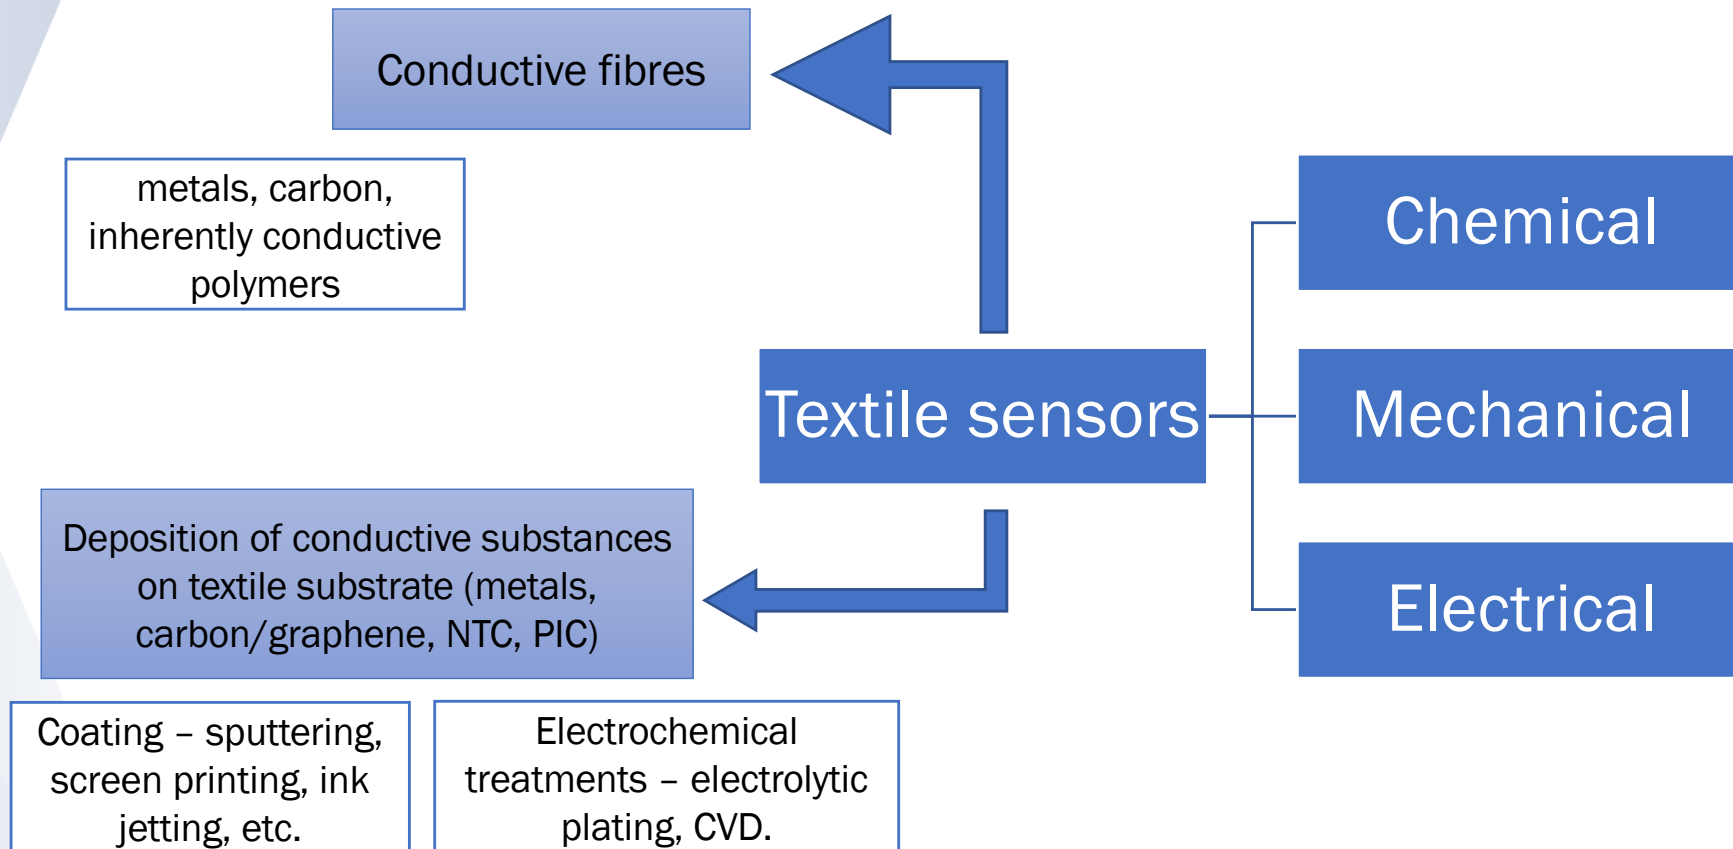 Conductive fibres
metals, carbon,
inherently conductive
polymers
Textile sensors
Chemical
Mechanical
Electrical
Deposition of conductive substances
on textile substrate (metals,
carbon/graphene, NTC, PIC)
Coating – sputtering,
screen printing, ink
jetting, etc.
Electrochemical
treatments – electrolytic
plating, CVD.